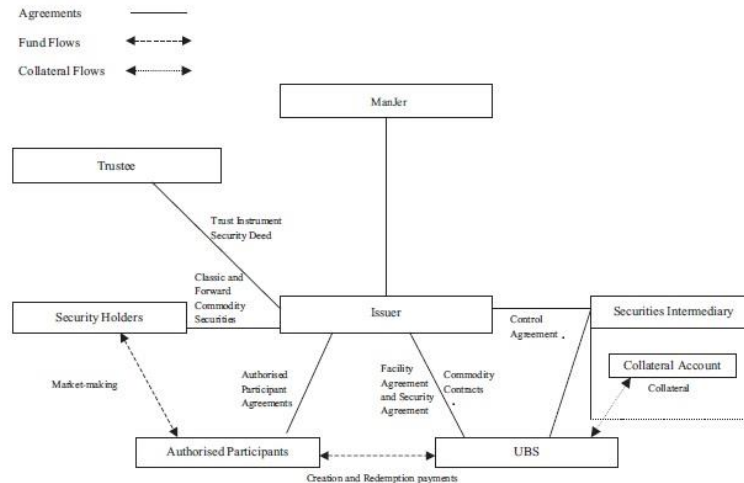 Agreements
Fund Flows
Collateral Flows
ManJer
Trustee
Trust Instrument
Security Deed
Classic and
Forward
Commodity
Securities
Security Holders
Issuer
Securities Intermediary
Control
Agreement
Collateral Account
Collateral
Market-making
Authorised
Participant
Agreements
Facility
Agreement
and Security
Agreement
Commodity
Contracts
Authorised Participants
UBS
Creation and Redemption payments